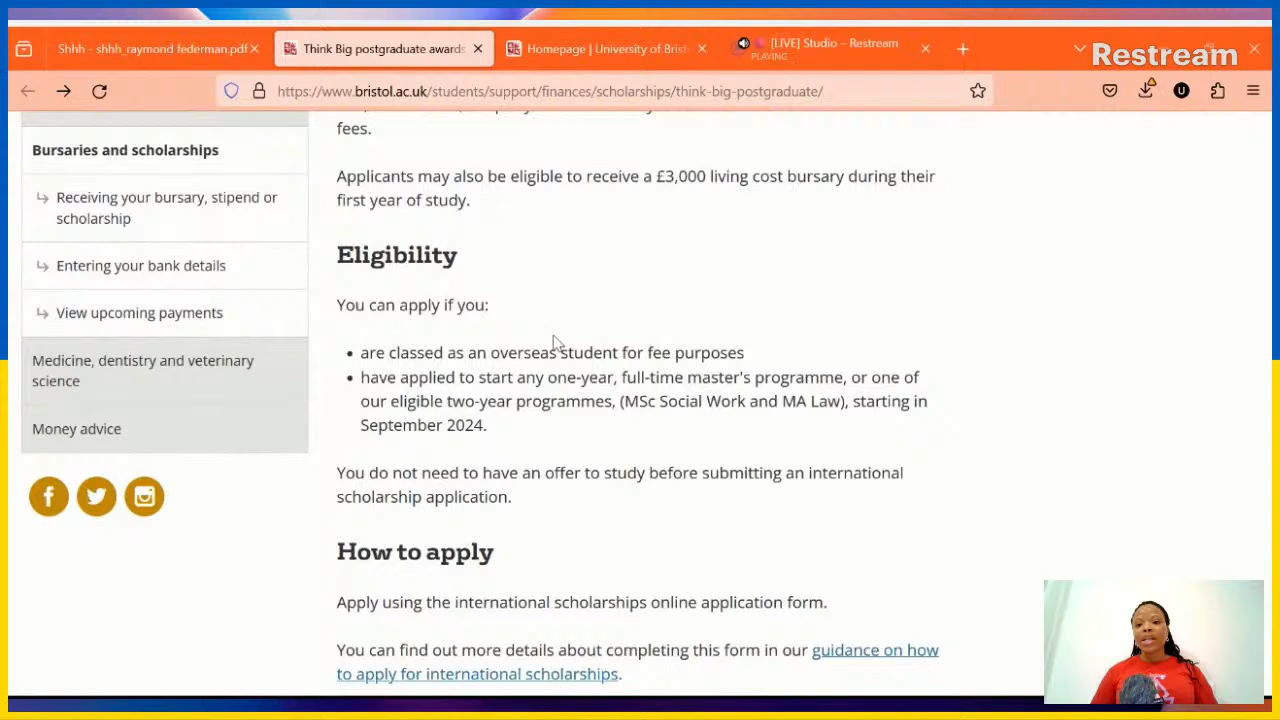 Shhh - shhh_raymond federman.pdf
Think Big postgraduate awards
Homepage | University of Brist
[LIVE] Studio – Restream
PLAYING
Restream
https://www.bristol.ac.uk/students/support/finances/scholarships/think-big-postgraduate/
U
fees.
Bursaries and scholarships
Receiving your bursary, stipend or
scholarship
Entering your bank details
View upcoming payments
Medicine, dentistry and veterinary
science
Money advice
Applicants may also be eligible to receive a £3,000 living cost bursary during their
first year of study.
Eligibility
You can apply if you:
are classed as an overseas student for fee purposes
have applied to start any one-year, full-time master's programme, or one of
our eligible two-year programmes, (MSc Social Work and MA Law), starting in
September 2024.
You do not need to have an offer to study before submitting an international
scholarship application.
How to apply
Apply using the international scholarships online application form.
You can find out more details about completing this form in our guidance on how
to apply for international scholarships.